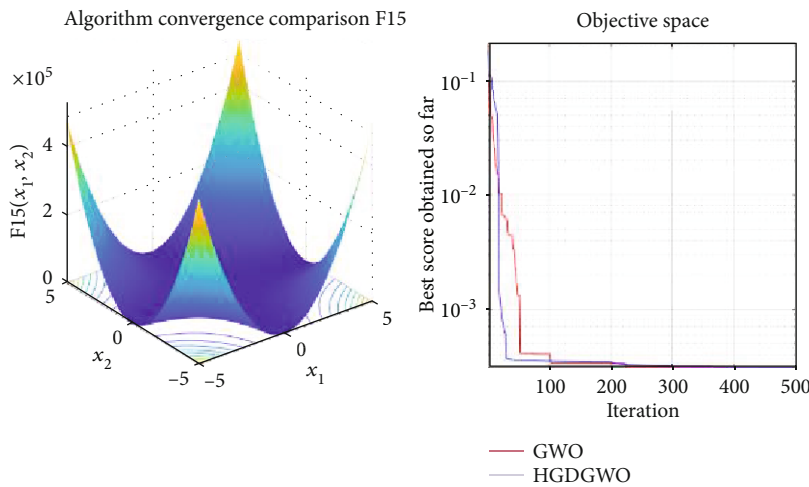 Algorithm convergence comparison F15
×10⁵
4
2
0
F15(x₁, x₂)
5
0
−5
x₂
−5
0
5
x₁
Objective space
10⁻¹
10⁻²
10⁻³
Best score obtained so far
100 200 300 400 500
Iteration
GWO
HGDGWO